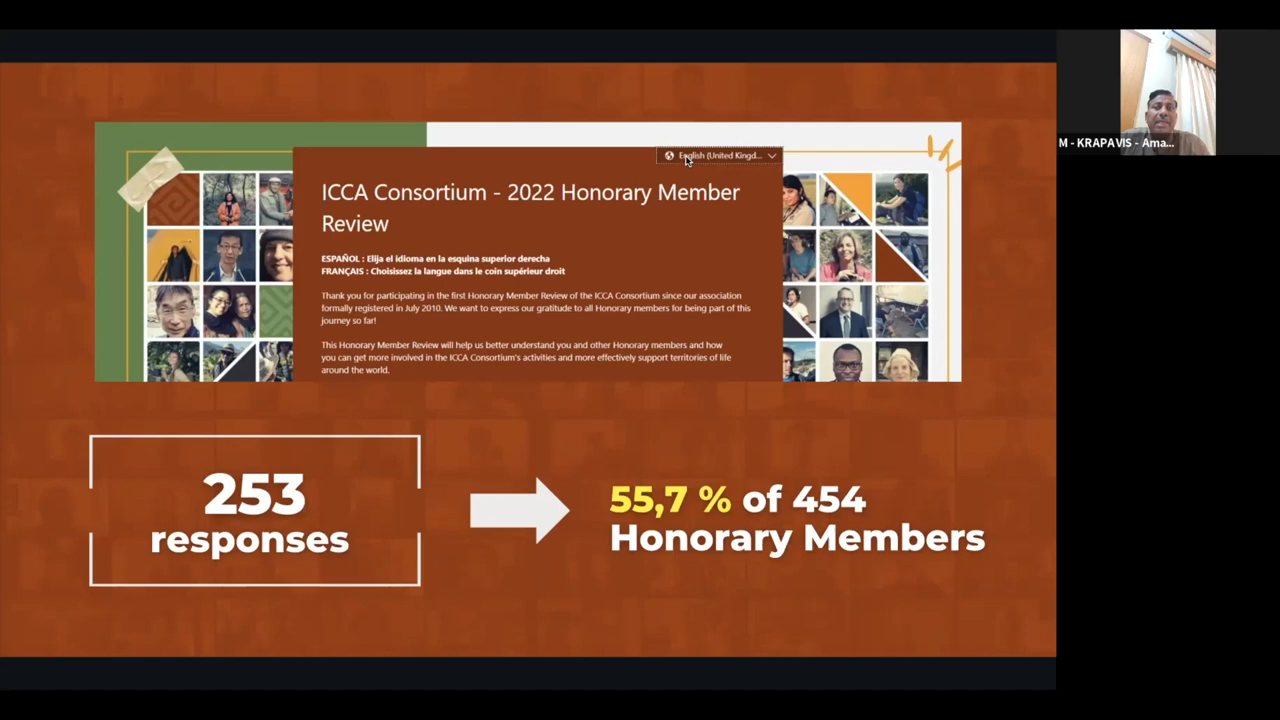 English (United Kingd...
ICCA Consortium - 2022 Honorary Member
Review
ESPAÑOL : Elija el idioma en la esquina superior derecha
FRANÇAIS : Choisissez la langue dans le coin supérieur droit
Thank you for participating in the first Honorary Member Review of the ICCA Consortium since our association
formally registered in July 2010. We want to express our gratitude to all Honorary members for being part of this
journey so far!
This Honorary Member Review will help us better understand you and other Honorary members and how
you can get more involved in the ICCA Consortium's activities and more effectively support territories of life
around the world.
253
responses
55,7 % of 454
Honorary Members
M - KRAPAVIS - Ama...